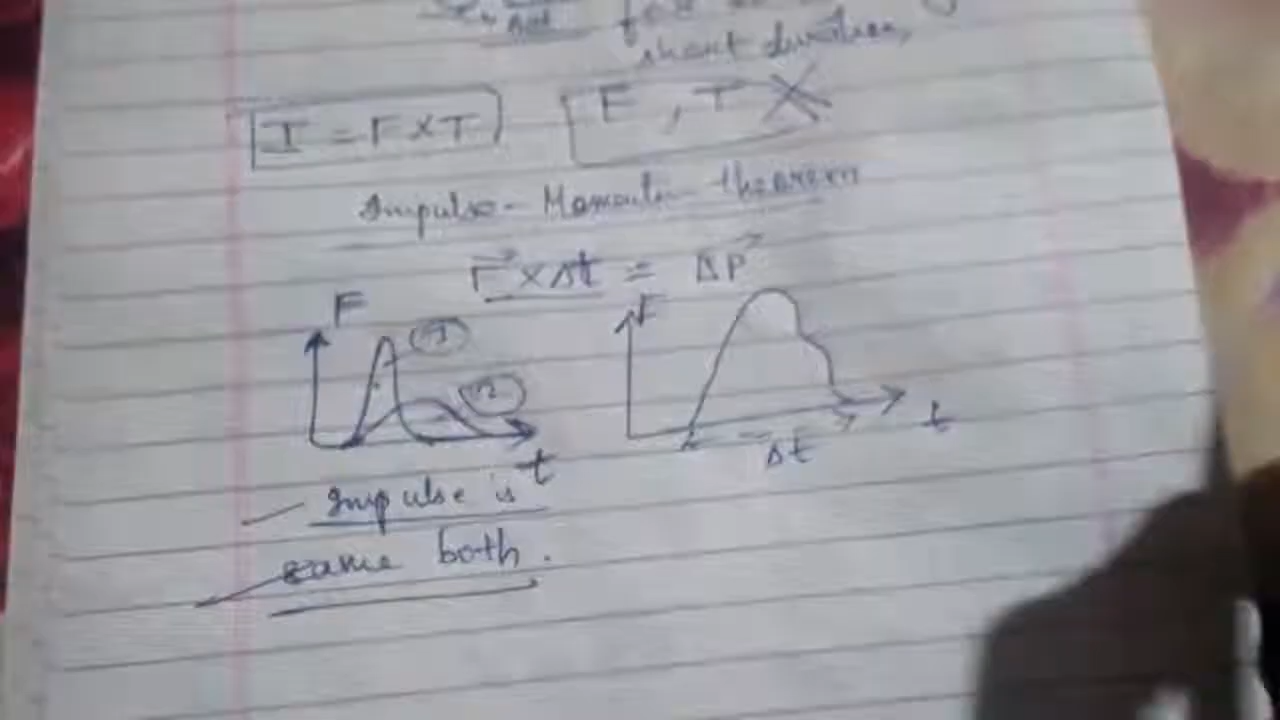 short duration,
I = F × T
F , T
Impulse - Momentum theorem
F × Δt = ΔP
F
1
2
t
F
Δt
t
Impulse is
same both.